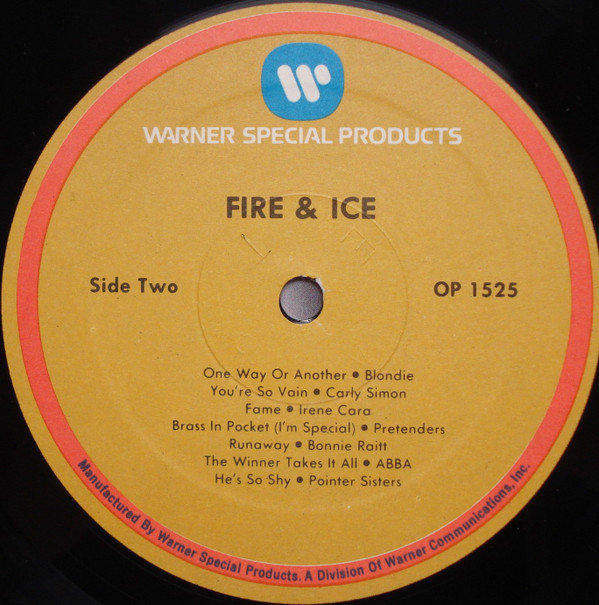 WARNER SPECIAL PRODUCTS
FIRE & ICE
Side Two
OP 1525
One Way Or Another • Blondie
You're So Vain • Carly Simon
Fame • Irene Cara
Brass In Pocket (I'm Special) • Pretenders
Runaway • Bonnie Raitt
The Winner Takes It All • ABBA
He's So Shy • Pointer Sisters
Manufactured By Warner Special Products. A Division Of Warner Communications, Inc.